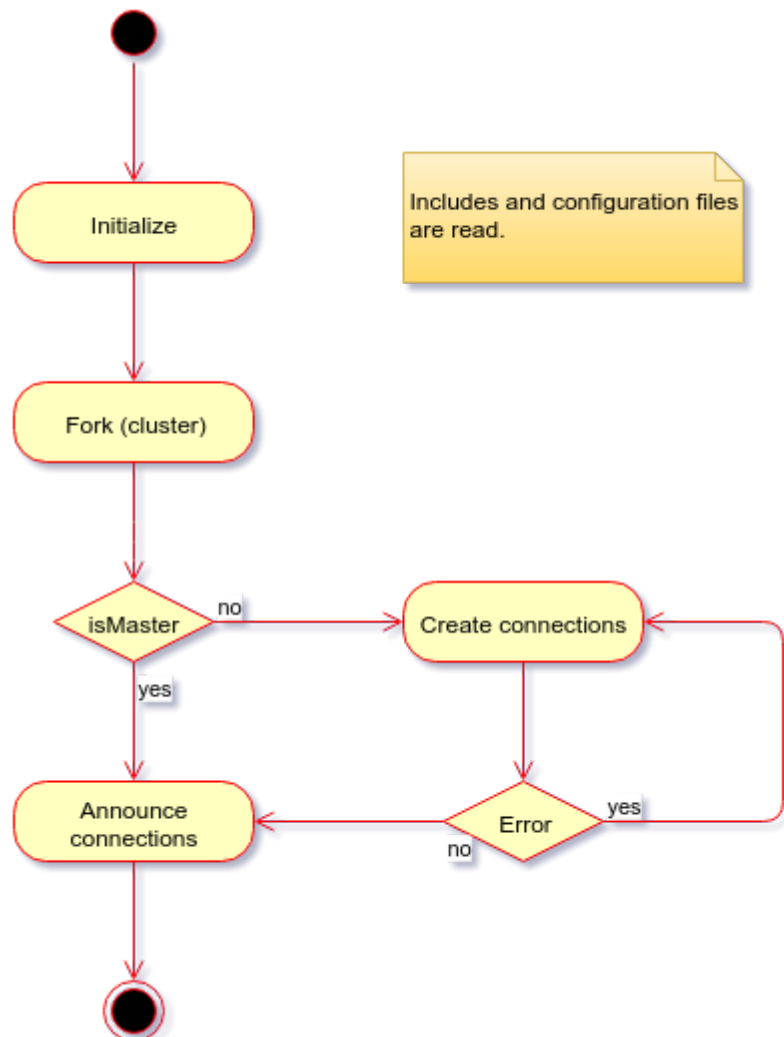 Includes and configuration files
are read.
Initialize
Fork (cluster)
isMaster
no
Create connections
yes
Announce
connections
Error
yes
no